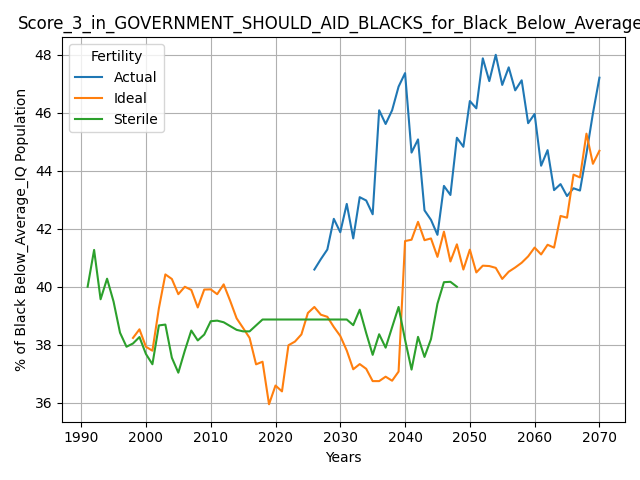 Score_3_in_GOVERNMENT_SHOULD_AID_BLACKS_for_Black_Below_Average
Fertility
Actual
Ideal
Sterile
% of Black Below_Average_IQ Population
48
46
44
42
40
38
36
1990 2000 2010 2020 2030 2040 2050 2060 2070
Years